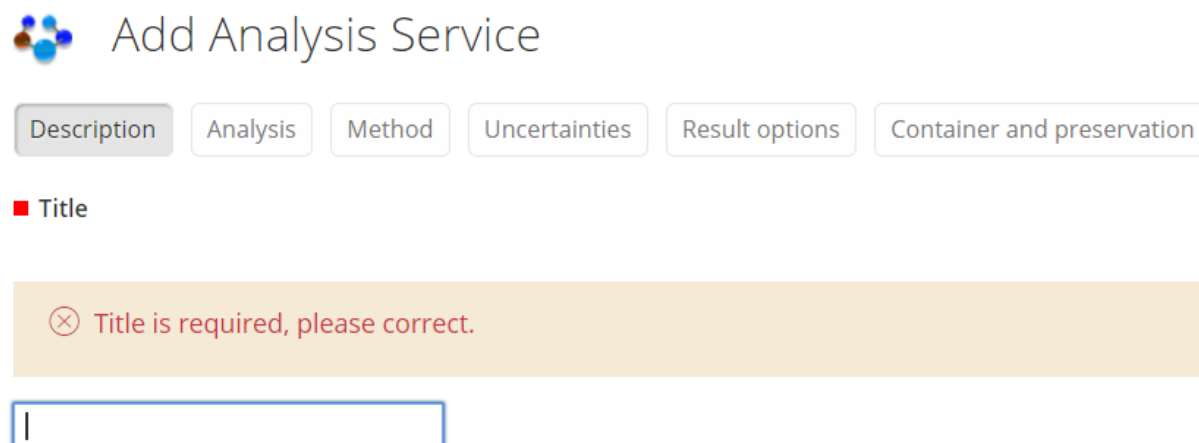 Add Analysis Service
Description Analysis Method Uncertainties Result options Container and preservation
Title
Title is required, please correct.